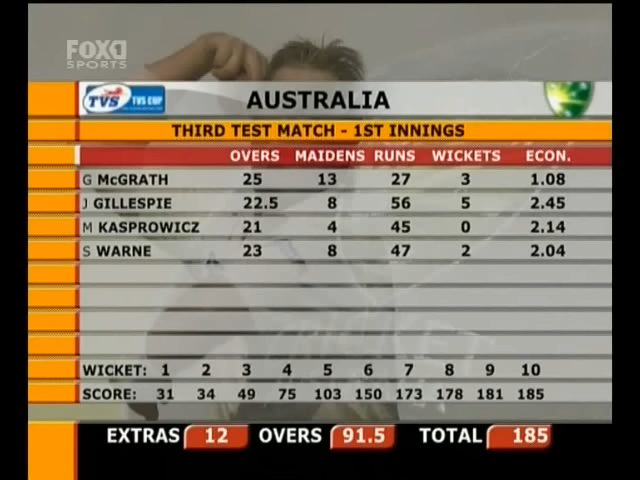 FOX SPORTS
TVS TVS CUP
AUSTRALIA
THIRD TEST MATCH - 1ST INNINGS
OVERS MAIDENS RUNS WICKETS ECON.
G McGRATH 25 13 27 3 1.08
J GILLESPIE 22.5 8 56 5 2.45
M KASPROWICZ 21 4 45 0 2.14
S WARNE 23 8 47 2 2.04
WICKET: 1 2 3 4 5 6 7 8 9 10
SCORE: 31 34 49 75 103 150 173 178 181 185
EXTRAS 12 OVERS 91.5 TOTAL 185